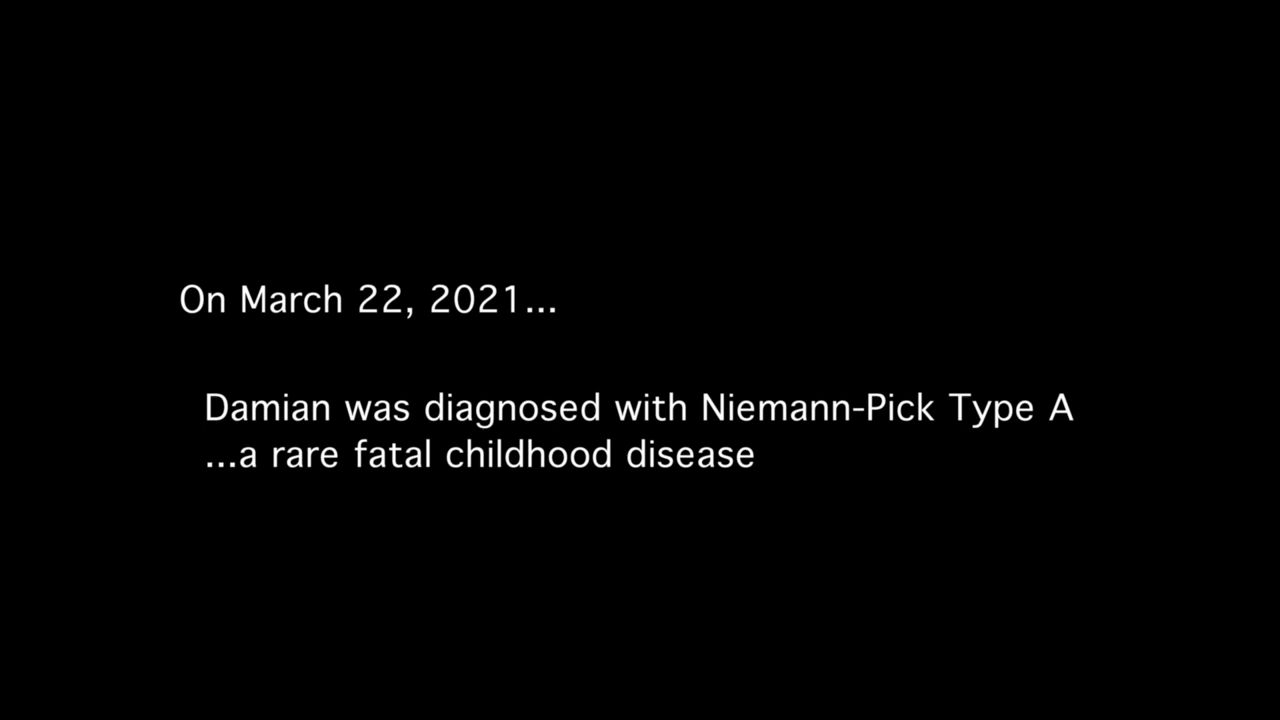 On March 22, 2021...
Damian was diagnosed with Niemann-Pick Type A
...a rare fatal childhood disease